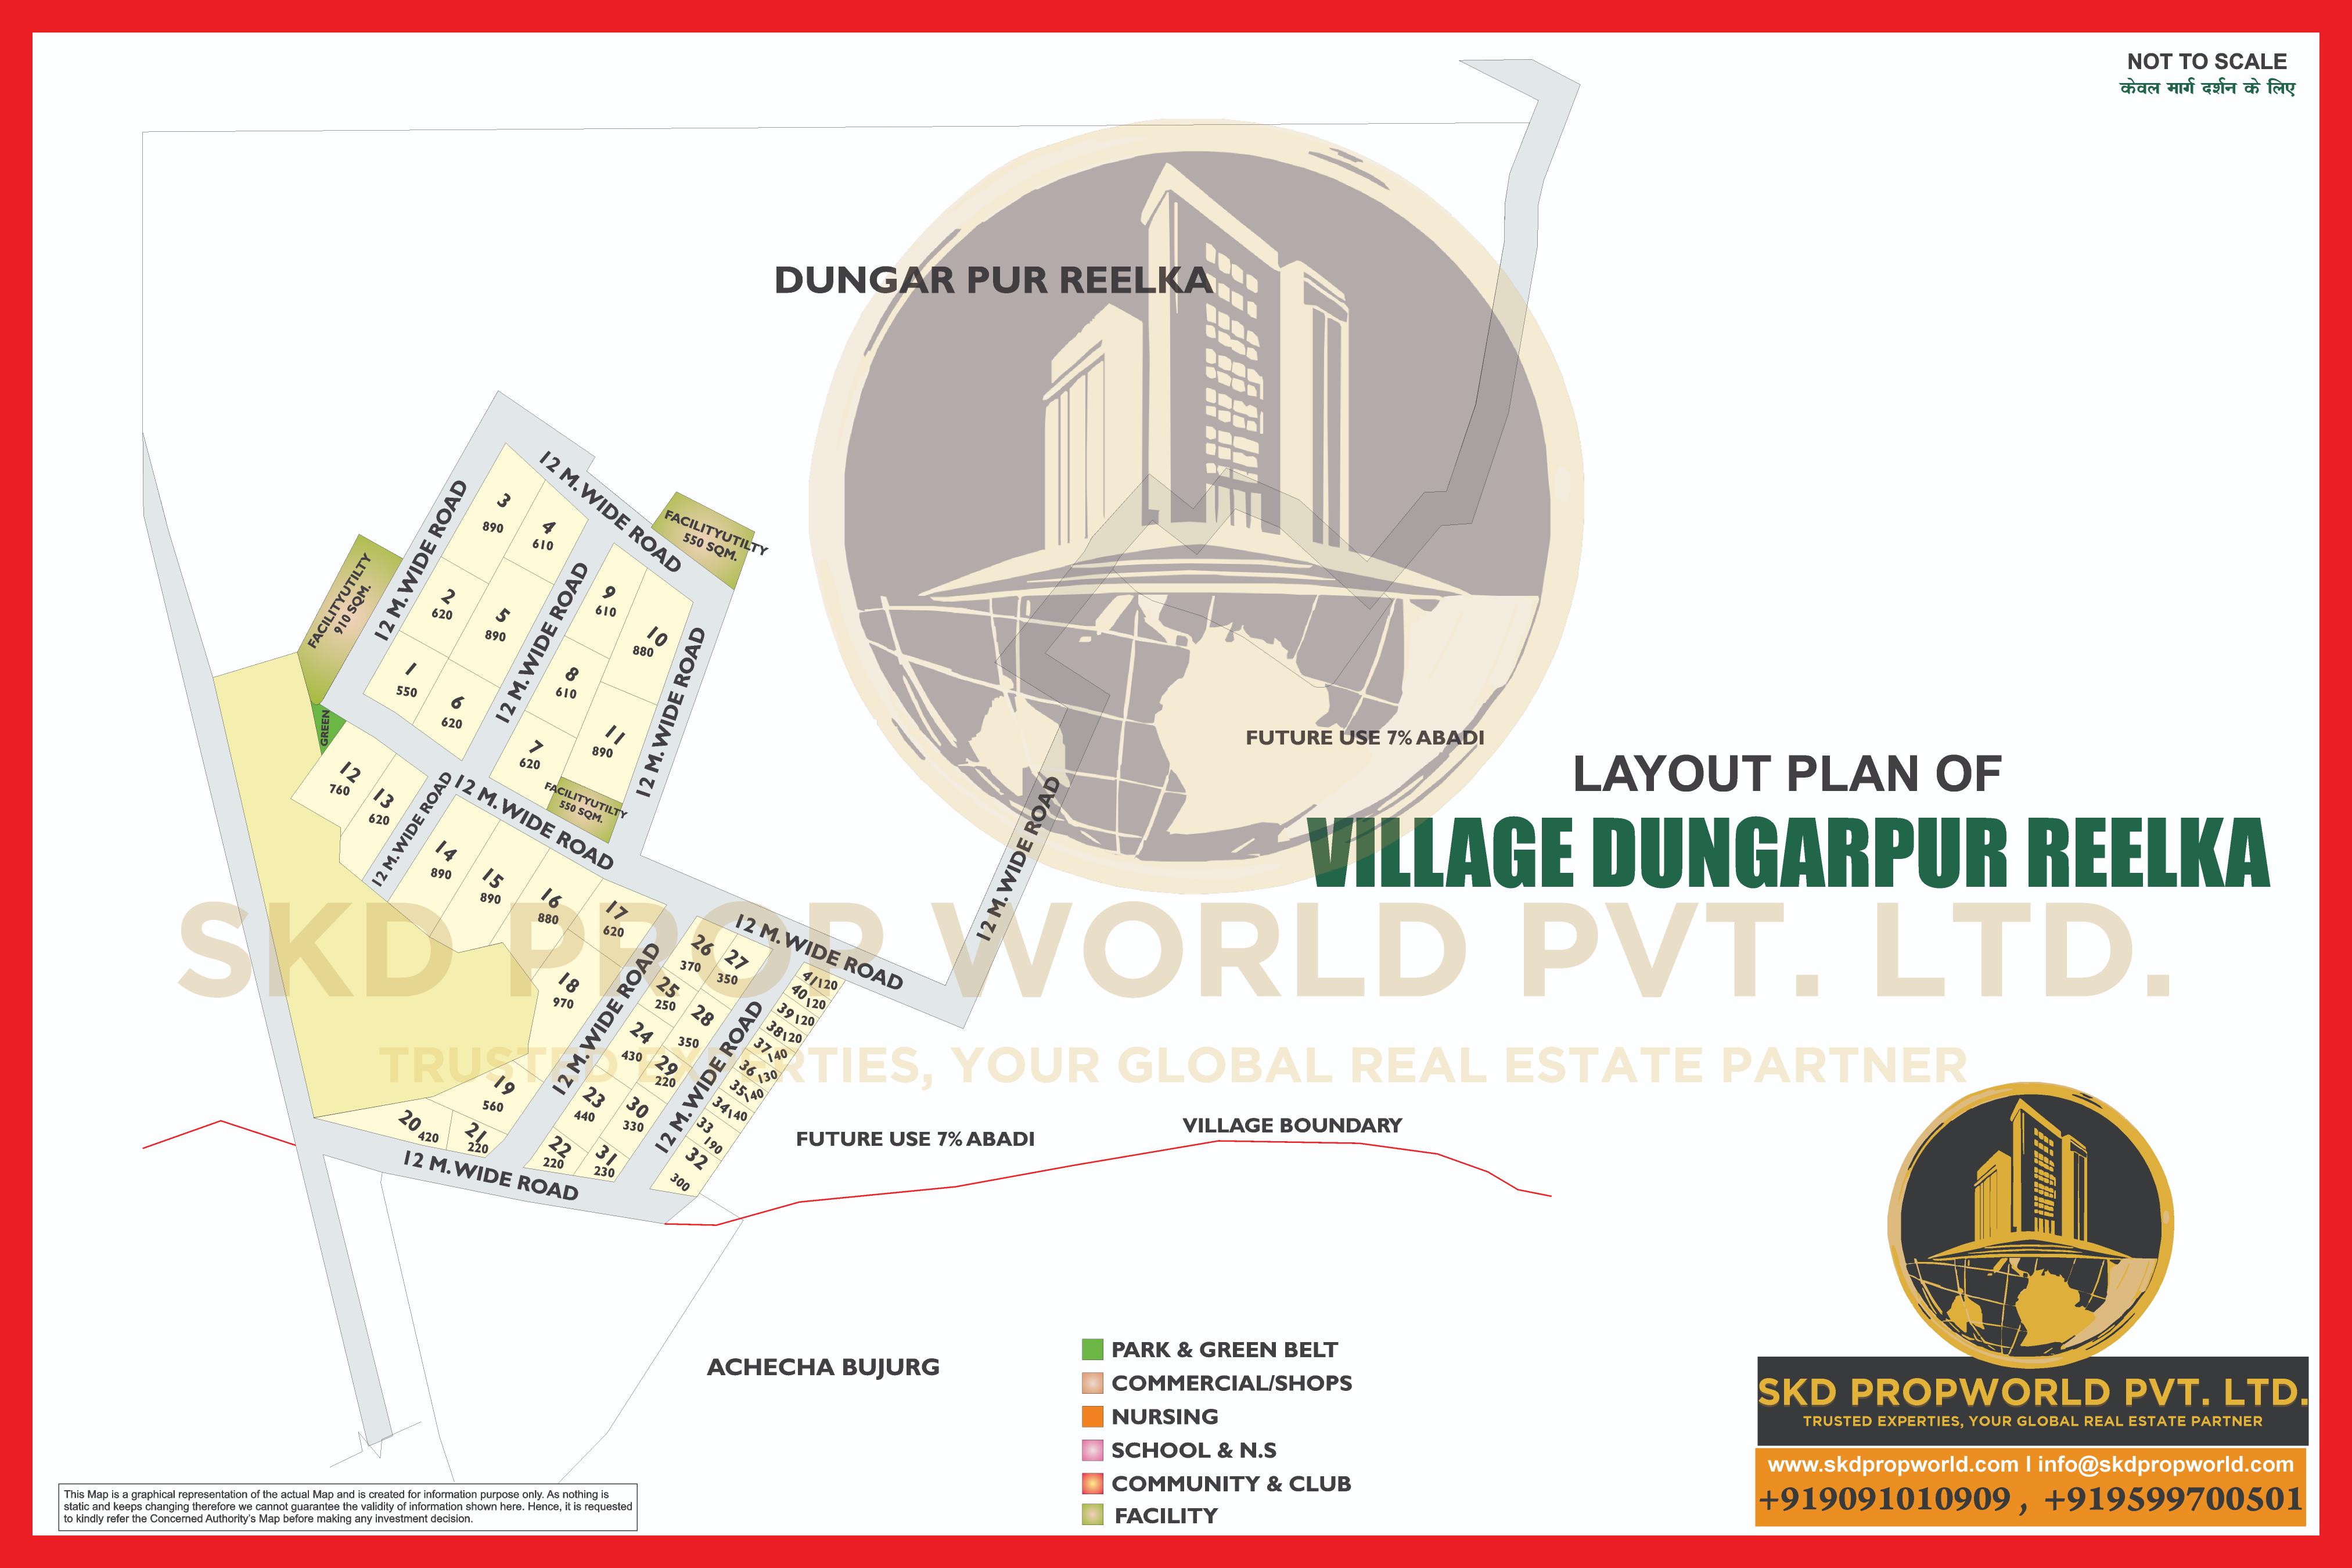 NOT TO SCALE
केवल मार्ग दर्शन के लिए
DUNGAR PUR REELKA
12 M. WIDE ROAD
12 M. WIDE ROAD
12 M. WIDE ROAD
12 M. WIDE ROAD
FACILITYUTILTY
550 SQM.
FACILITYUTILTY
910 SQM.
3
890
4
610
2
620
5
890
1
550
6
620
9
610
10
880
8
610
11
890
7
620
FACILITYUTILTY
550 SQM.
GREEN
12
760
13
620
12 M. WIDE ROAD
12 M. WIDE ROAD
14
890
15
890
16
880
17
620
18
970
19
560
20
420
21
220
12 M. WIDE ROAD
26
370
27
350
25
250
28
350
24
430
29
220
23
440
30
330
22
220
31
230
12 M. WIDE ROAD
12 M. WIDE ROAD
12 M. WIDE ROAD
41 120
40 120
39 120
38 120
37 140
36 130
35 140
34 140
33
190
32
300
12 M. WIDE ROAD
FUTURE USE 7% ABADI
LAYOUT PLAN OF
VILLAGE DUNGARPUR REELKA
SKD PROP WORLD PVT. LTD.
TRUSTED EXPERTIES, YOUR GLOBAL REAL ESTATE PARTNER
FUTURE USE 7% ABADI
VILLAGE BOUNDARY
ACHECHA BUJURG
PARK & GREEN BELT
COMMERCIAL/SHOPS
NURSING
SCHOOL & N.S
COMMUNITY & CLUB
FACILITY
SKD PROPWORLD PVT. LTD.
TRUSTED EXPERTIES, YOUR GLOBAL REAL ESTATE PARTNER
www.skdpropworld.com I info@skdpropworld.com
+919091010909 , +919599700501
This Map is a graphical representation of the actual Map and is created for information purpose only. As nothing is
static and keeps changing therefore we cannot guarantee the validity of information shown here. Hence, it is requested
to kindly refer the Concerned Authority's Map before making any investment decision.